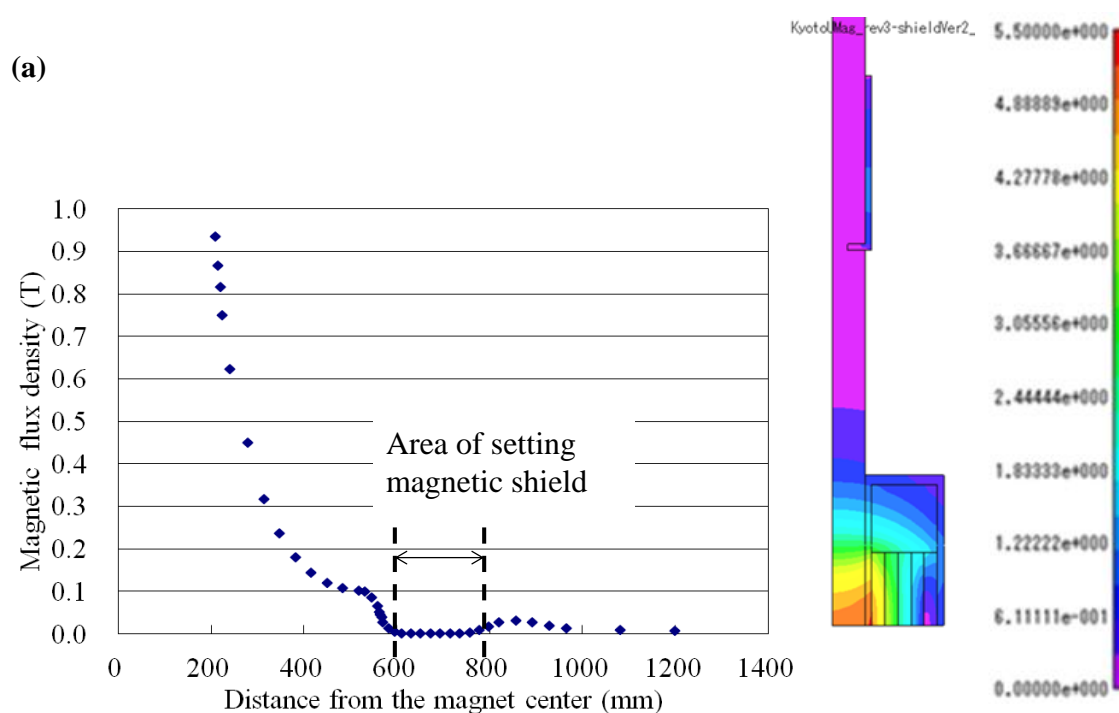 (a)
1.0
0.9
0.8
0.7
0.6
0.5
0.4
0.3
0.2
0.1
0.0
Magnetic flux density (T)
Area of setting
magnetic shield
0 200 400 600 800 1000 1200 1400
Distance from the magnet center (mm)
KyotoUMag_rev3-shieldVer2_
5.50000e+000
4.88889e+000
4.27778e+000
3.66667e+000
3.05556e+000
2.44444e+000
1.83333e+000
1.22222e+000
6.11111e-001
0.00000e+000